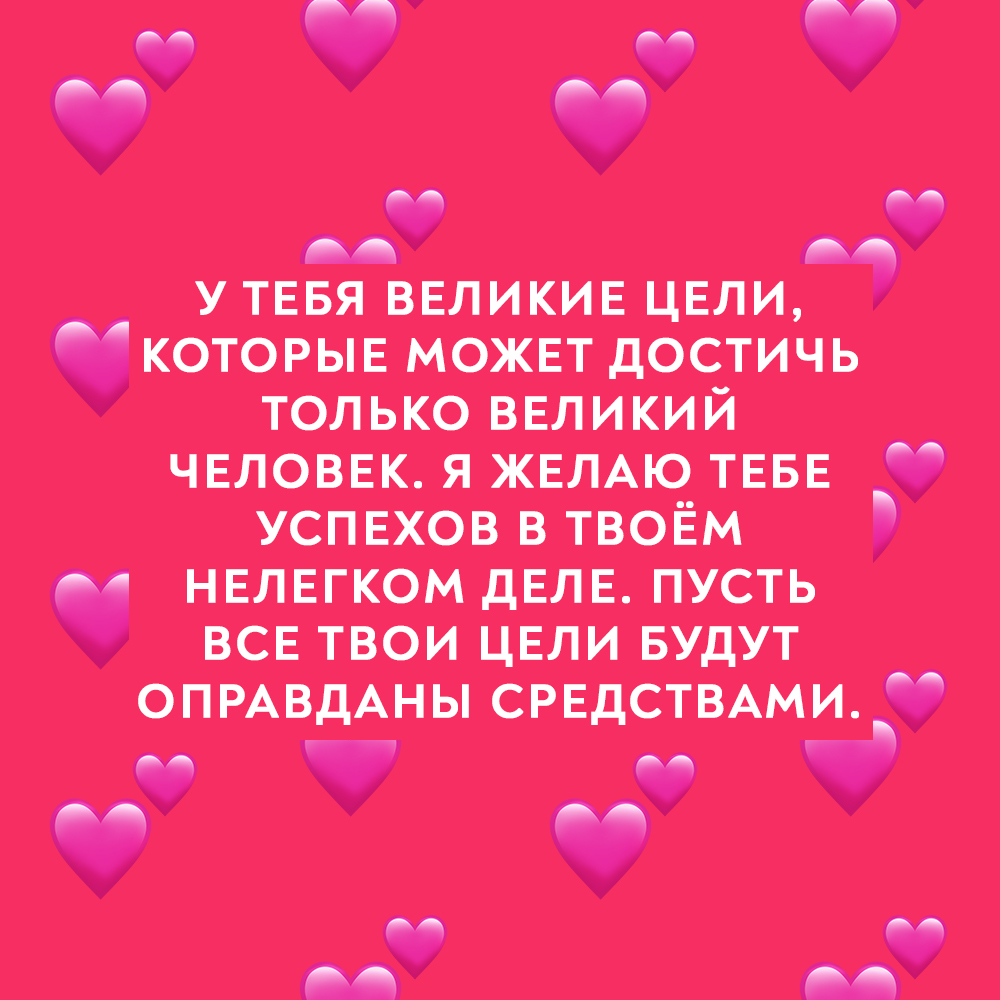 У ТЕБЯ ВЕЛИКИЕ ЦЕЛИ,
КОТОРЫЕ МОЖЕТ ДОСТИЧЬ
ТОЛЬКО ВЕЛИКИЙ
ЧЕЛОВЕК. Я ЖЕЛАЮ ТЕБЕ
УСПЕХОВ В ТВОЁМ
НЕЛЕГКОМ ДЕЛЕ. ПУСТЬ
ВСЕ ТВОИ ЦЕЛИ БУДУТ
ОПРАВДАНЫ СРЕДСТВАМИ.